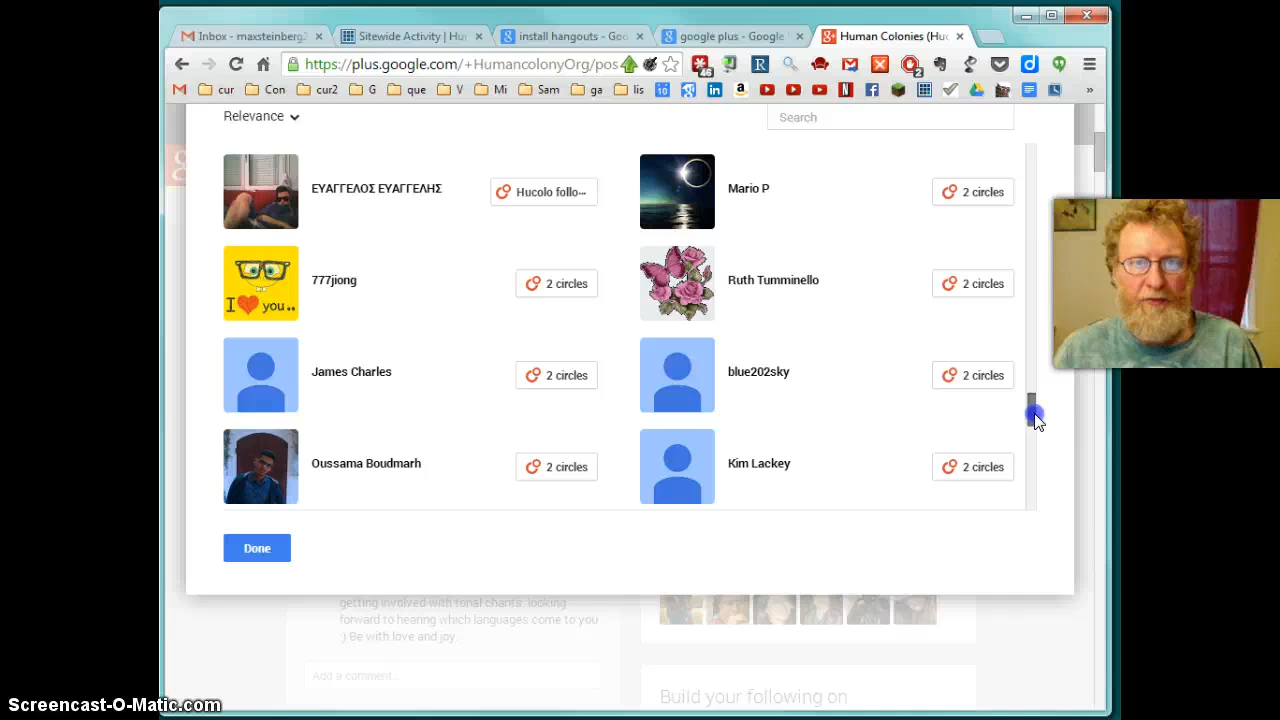 Inbox - maxsteinberg2
Sitewide Activity | Hu
install hangouts - Goo
google plus - Google
Human Colonies (Huc
https://plus.google.com/+HumancolonyOrg/pos
46
2
cur
Con
cur2
G
que
V
Mi
Sam
ga
lis
»
Relevance
Search
ΕΥΑΓΓΕΛΟΣ ΕΥΑΓΓΕΛΗΣ
Hucolo follo...
Mario P
2 circles
I ♥ you..
777jiong
2 circles
Ruth Tumminello
2 circles
James Charles
2 circles
blue202sky
2 circles
Oussama Boudmarh
2 circles
Kim Lackey
2 circles
Done
getting involved with tonal chants. looking
forward to hearing which languages come to you
:) Be with love and joy.
Add a comment...
Build your following on
Screencast-O-Matic.com